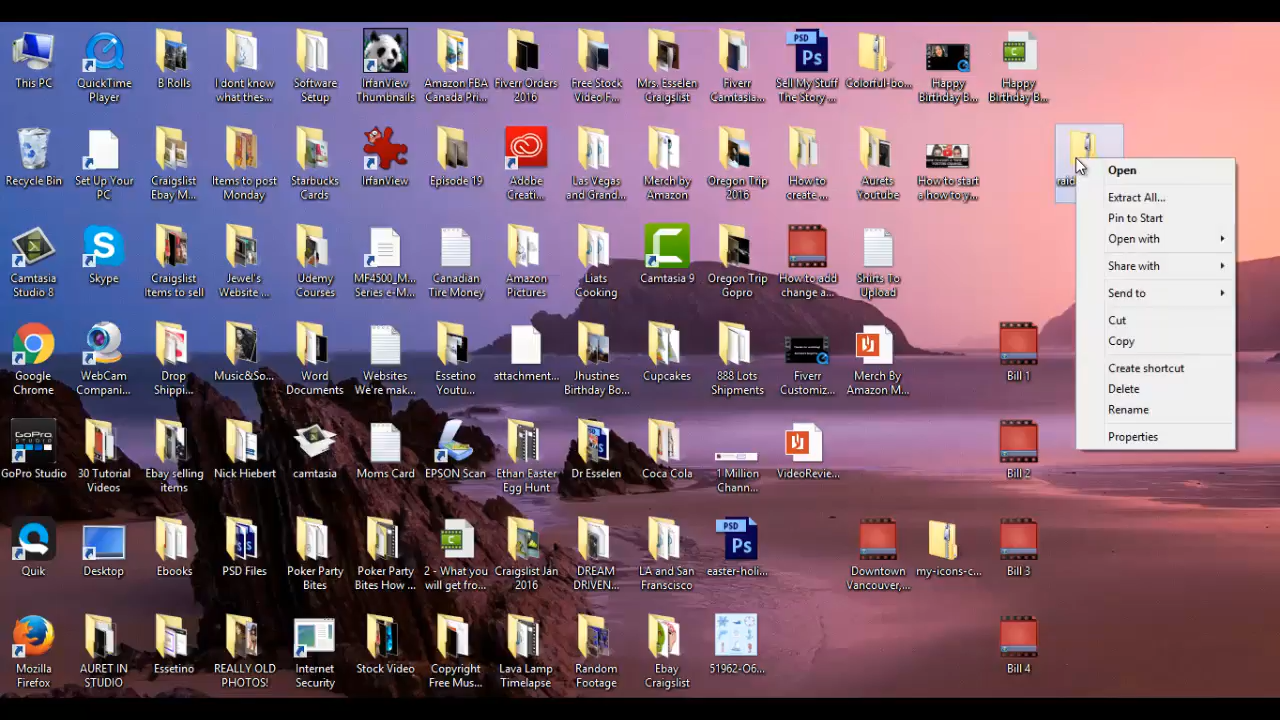 This PC
QuickTime
Player
B Rolls
I dont know
what thes...
Software
Setup
IrfanView
Thumbnails
Amazon FBA
Canada Pri...
Fiverr Orders
2016
Free Stock
Video F...
Mrs. Esselen
Craigslist
Fiverr
Camtasia...
PSD
Ps
Sell My Stuff
The Story ...
Colorful-bo...
Happy
Birthday B...
Happy
Birthday B...
Recycle Bin
Set Up Your
PC
Craigslist
Ebay M...
Items to post
Monday
Starbucks
Cards
IrfanView
Episode 19
Adobe
Creati...
Las Vegas
and Grand...
Merch by
Amazon
Oregon Trip
2016
How to
create ...
Aurets
Youtube
How to start
a how to y...
raid
Camtasia
Studio 8
Skype
Craigslist
Items to sell
Jewel's
Website ...
Udemy
Courses
MF4500_M...
Series e-M...
Canadian
Tire Money
Amazon
Pictures
Liats
Cooking
Camtasia 9
Oregon Trip
Gopro
How to add
change a...
Shirts To
Upload
Google
Chrome
WebCam
Compani...
Drop
Shippi...
Music&So...
Word
Documents
Websites
We're mak...
Essetino
Youtu...
attachment...
Jhustines
Birthday Bo...
Cupcakes
888 Lots
Shipments
Fiverr
Customiz...
Merch By
Amazon M...
Bill 1
GoPro Studio
30 Tutorial
Videos
Ebay selling
items
Nick Hiebert
camtasia
Moms Card
EPSON Scan
Ethan Easter
Egg Hunt
Dr Esselen
Coca Cola
1 Million
Chann...
VideoRevie...
Bill 2
Quik
Desktop
Ebooks
PSD Files
Poker Party
Bites
Poker Party
Bites How ...
2 - What you
will get fro...
Craigslist Jan
2016
DREAM
DRIVEN...
LA and San
Franscisco
PSD
Ps
easter-holi...
Downtown
Vancouver,...
my-icons-c...
Bill 3
Mozilla
Firefox
AURET IN
STUDIO
Essetino
REALLY OLD
PHOTOS!
Internet
Security
Stock Video
Copyright
Free Mus...
Lava Lamp
Timelapse
Random
Footage
Ebay
Craigslist
51962-O6...
Bill 4
Open
Extract All...
Pin to Start
Open with
Share with
Send to
Cut
Copy
Create shortcut
Delete
Rename
Properties